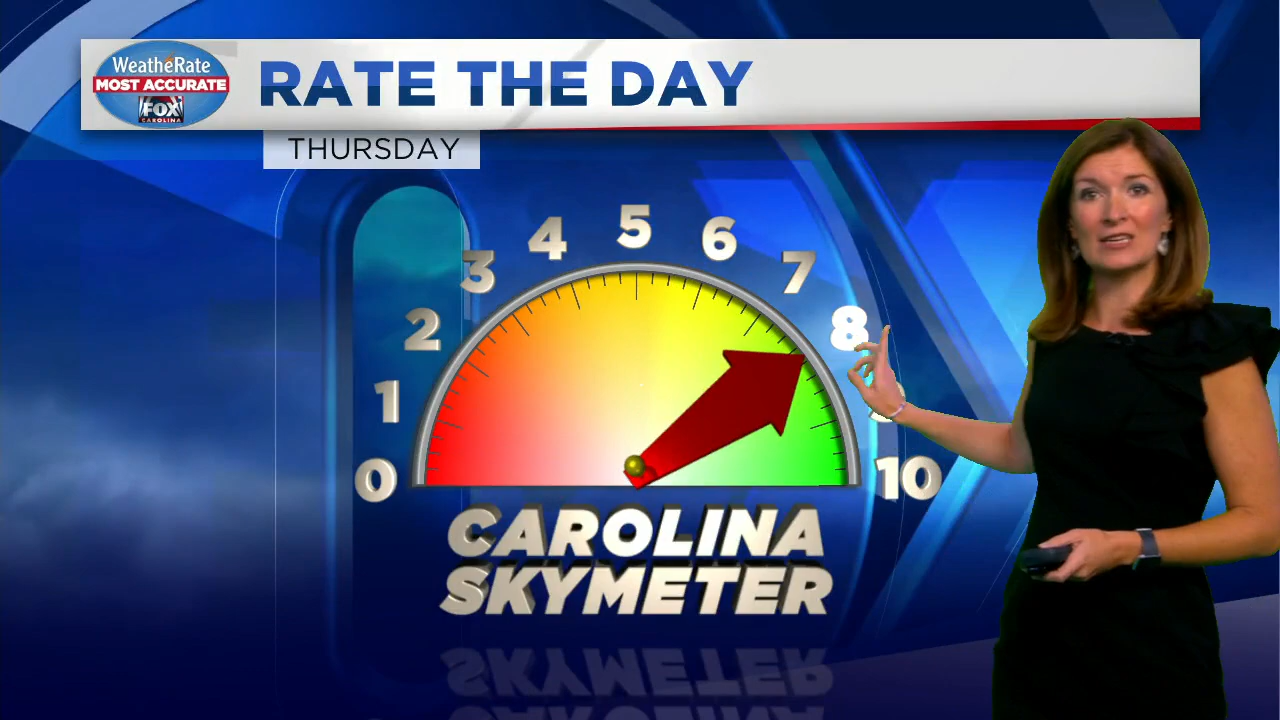 WeatheRate
MOST ACCURATE
FOX
CAROLINA
RATE THE DAY
THURSDAY
0
1
2
3
4
5
6
7
8
10
CAROLINA
SKYMETER